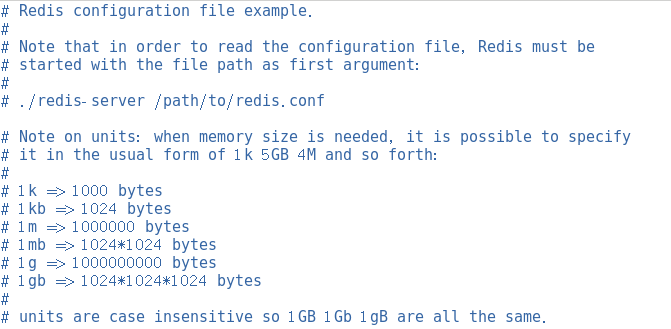 # Redis configuration file example.
#
# Note that in order to read the configuration file, Redis must be
# started with the file path as first argument:
#
# ./redis-server /path/to/redis.conf

# Note on units: when memory size is needed, it is possible to specify
# it in the usual form of 1k 5GB 4M and so forth:
#
# 1k => 1000 bytes
# 1kb => 1024 bytes
# 1m => 1000000 bytes
# 1mb => 1024*1024 bytes
# 1g => 1000000000 bytes
# 1gb => 1024*1024*1024 bytes
#
# units are case insensitive so 1GB 1Gb 1gB are all the same.